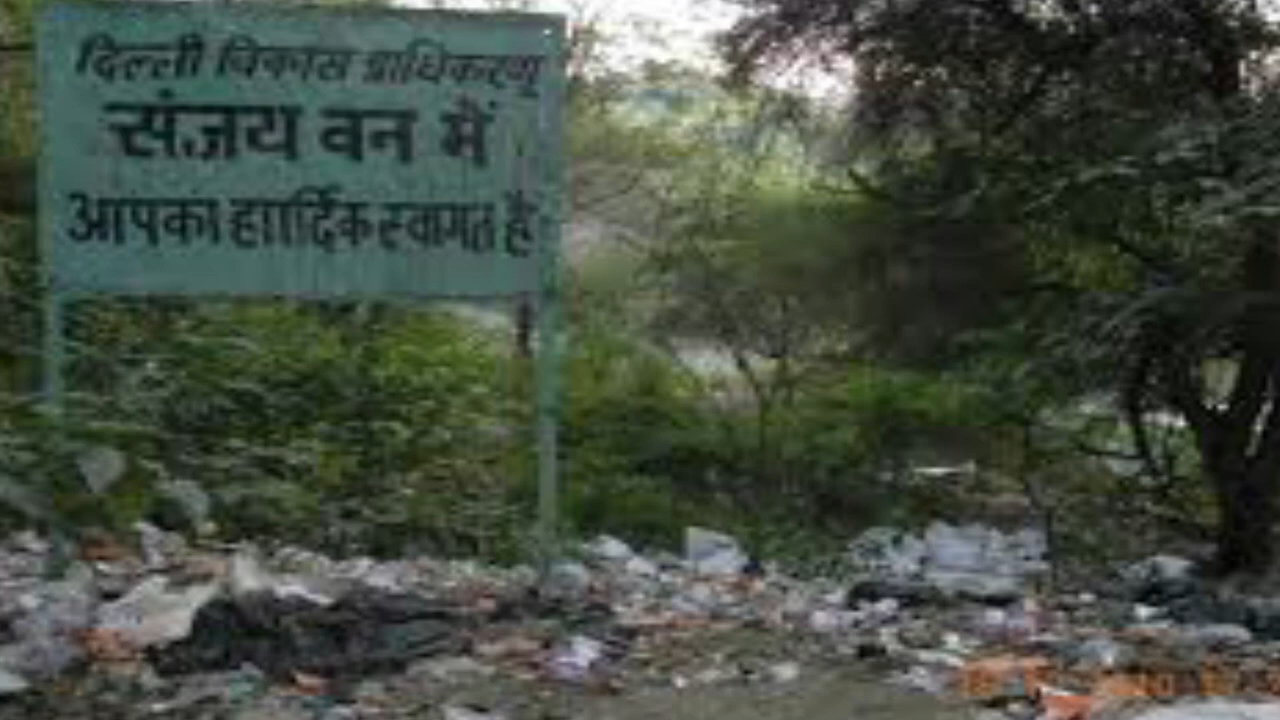 दिल्ली विकास प्राधिकरण
संजय वन में
आपका हार्दिक स्वागत है